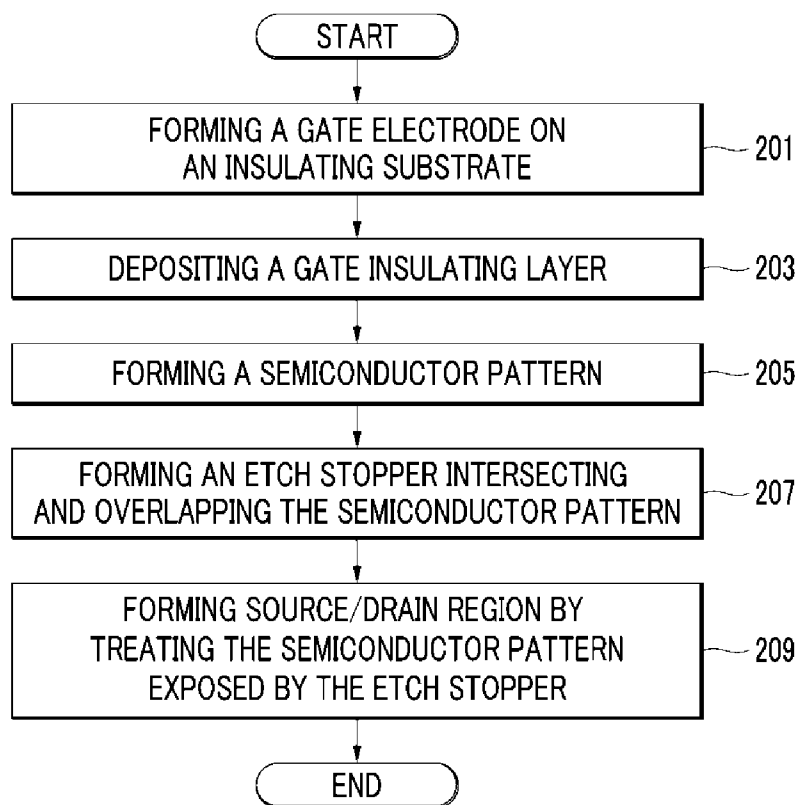 START
FORMING A GATE ELECTRODE ON
AN INSULATING SUBSTRATE
201
DEPOSITING A GATE INSULATING LAYER
203
FORMING A SEMICONDUCTOR PATTERN
205
FORMING AN ETCH STOPPER INTERSECTING
AND OVERLAPPING THE SEMICONDUCTOR PATTERN
207
FORMING SOURCE/DRAIN REGION BY
TREATING THE SEMICONDUCTOR PATTERN
EXPOSED BY THE ETCH STOPPER
209
END